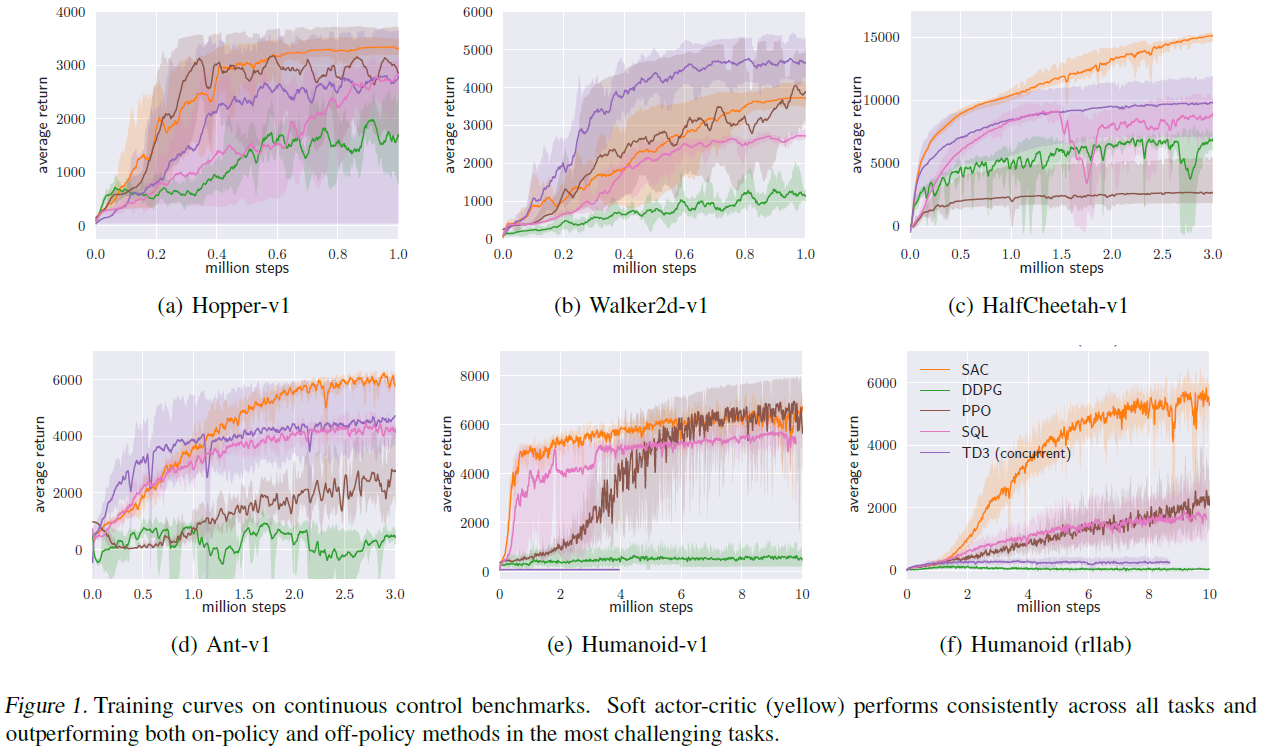 4000
3000
2000
1000
0
average return
0.0 0.2 0.4 0.6 0.8 1.0
million steps
(a) Hopper-v1
6000
5000
4000
3000
2000
1000
0
average return
0.0 0.2 0.4 0.6 0.8 1.0
million steps
(b) Walker2d-v1
15000
10000
5000
0
average return
0.0 0.5 1.0 1.5 2.0 2.5 3.0
million steps
(c) HalfCheetah-v1
6000
4000
2000
0
average return
0.0 0.5 1.0 1.5 2.0 2.5 3.0
million steps
(d) Ant-v1
8000
6000
4000
2000
0
average return
0 2 4 6 8 10
million steps
(e) Humanoid-v1
6000
4000
2000
0
average return
SAC
DDPG
PPO
SQL
TD3 (concurrent)
0 2 4 6 8 10
million steps
(f) Humanoid (rllab)
Figure 1. Training curves on continuous control benchmarks. Soft actor-critic (yellow) performs consistently across all tasks and
outperforming both on-policy and off-policy methods in the most challenging tasks.